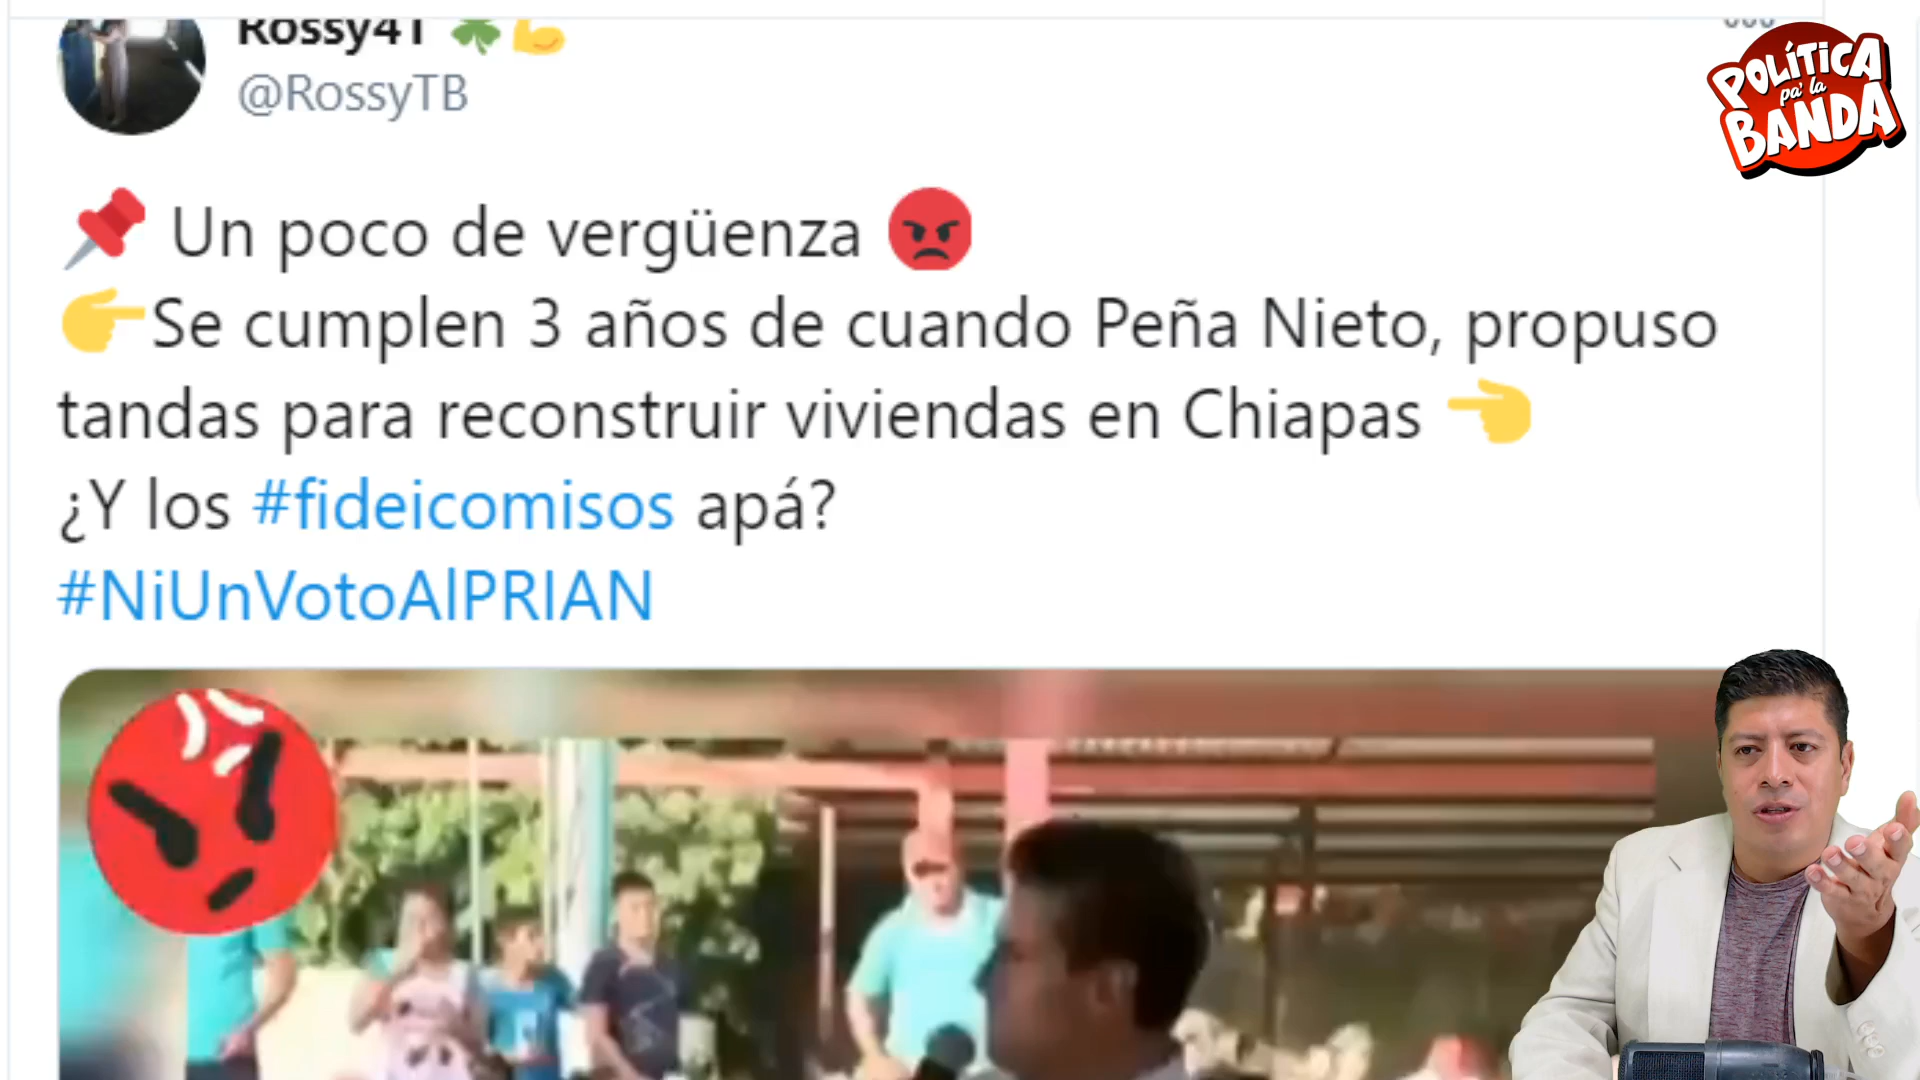 Rossy41
@RossyTB
POLÍTICA
pa' la
BANDA
Un poco de vergüenza
Se cumplen 3 años de cuando Peña Nieto, propuso
tandas para reconstruir viviendas en Chiapas
¿Y los #fideicomisos apá?
#NiUnVotoAlPRIAN